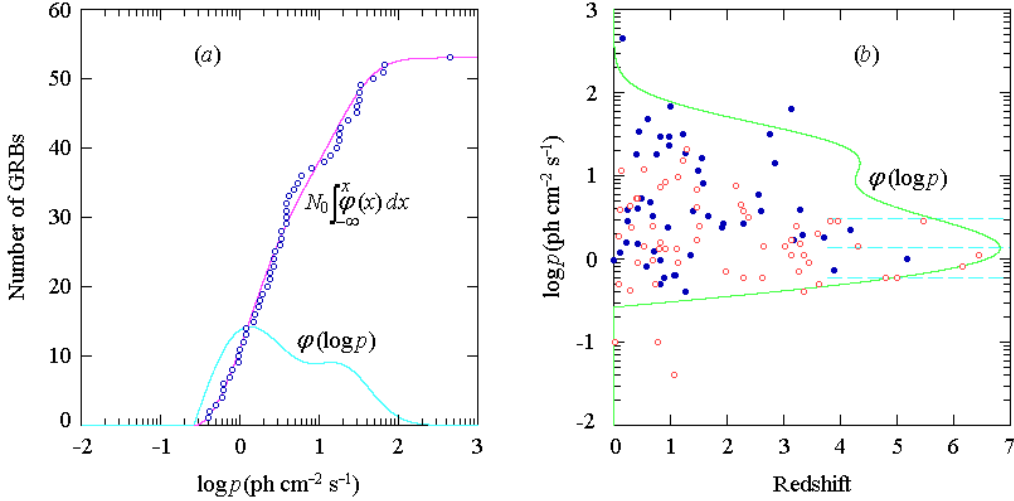 60
50
40
30
20
10
0
Number of GRBs
(a)
N₀∫₋∞ˣ φ(x) dx
φ(log p)
-2 -1 0 1 2 3
log p (ph cm⁻² s⁻¹)
3
2
1
0
-1
-2
log p (ph cm⁻² s⁻¹)
(b)
φ(log p)
0 1 2 3 4 5 6 7
Redshift